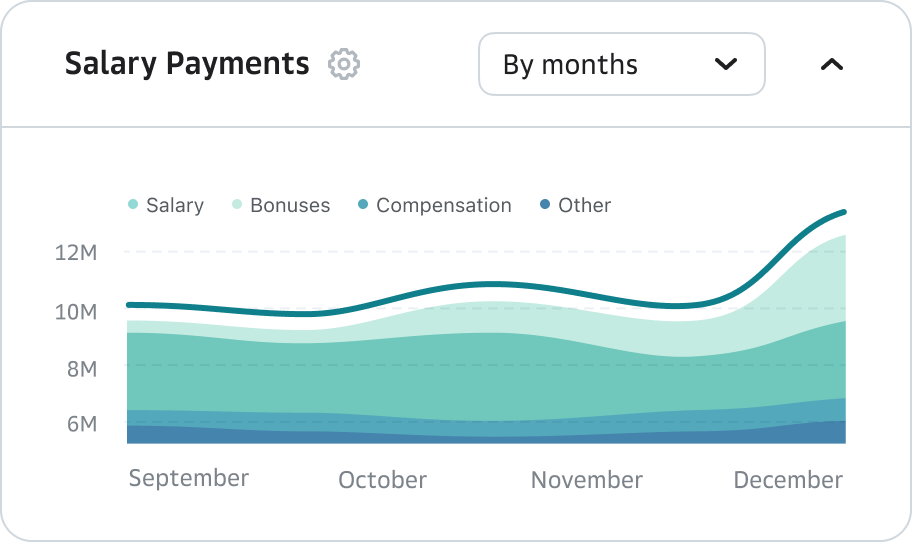 Salary Payments
By months
Salary
Bonuses
Compensation
Other
12M
10M
8M
6M
September
October
November
December